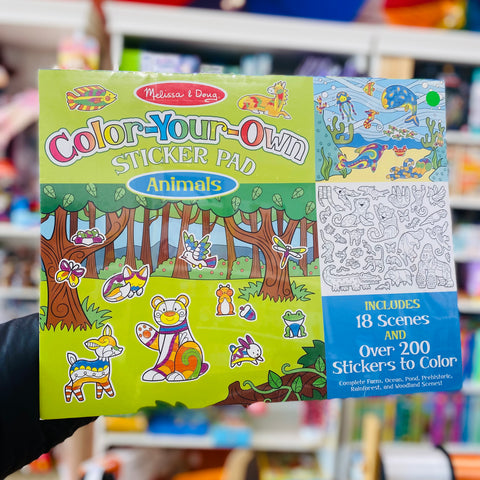 Melissa & Doug
Color-Your-Own
STICKER PAD
Animals
INCLUDES
18 Scenes
AND
Over 200
Stickers to Color
Complete Farm, Ocean, Pond, Prehistoric,
Rainforest, and Woodland Scenes!